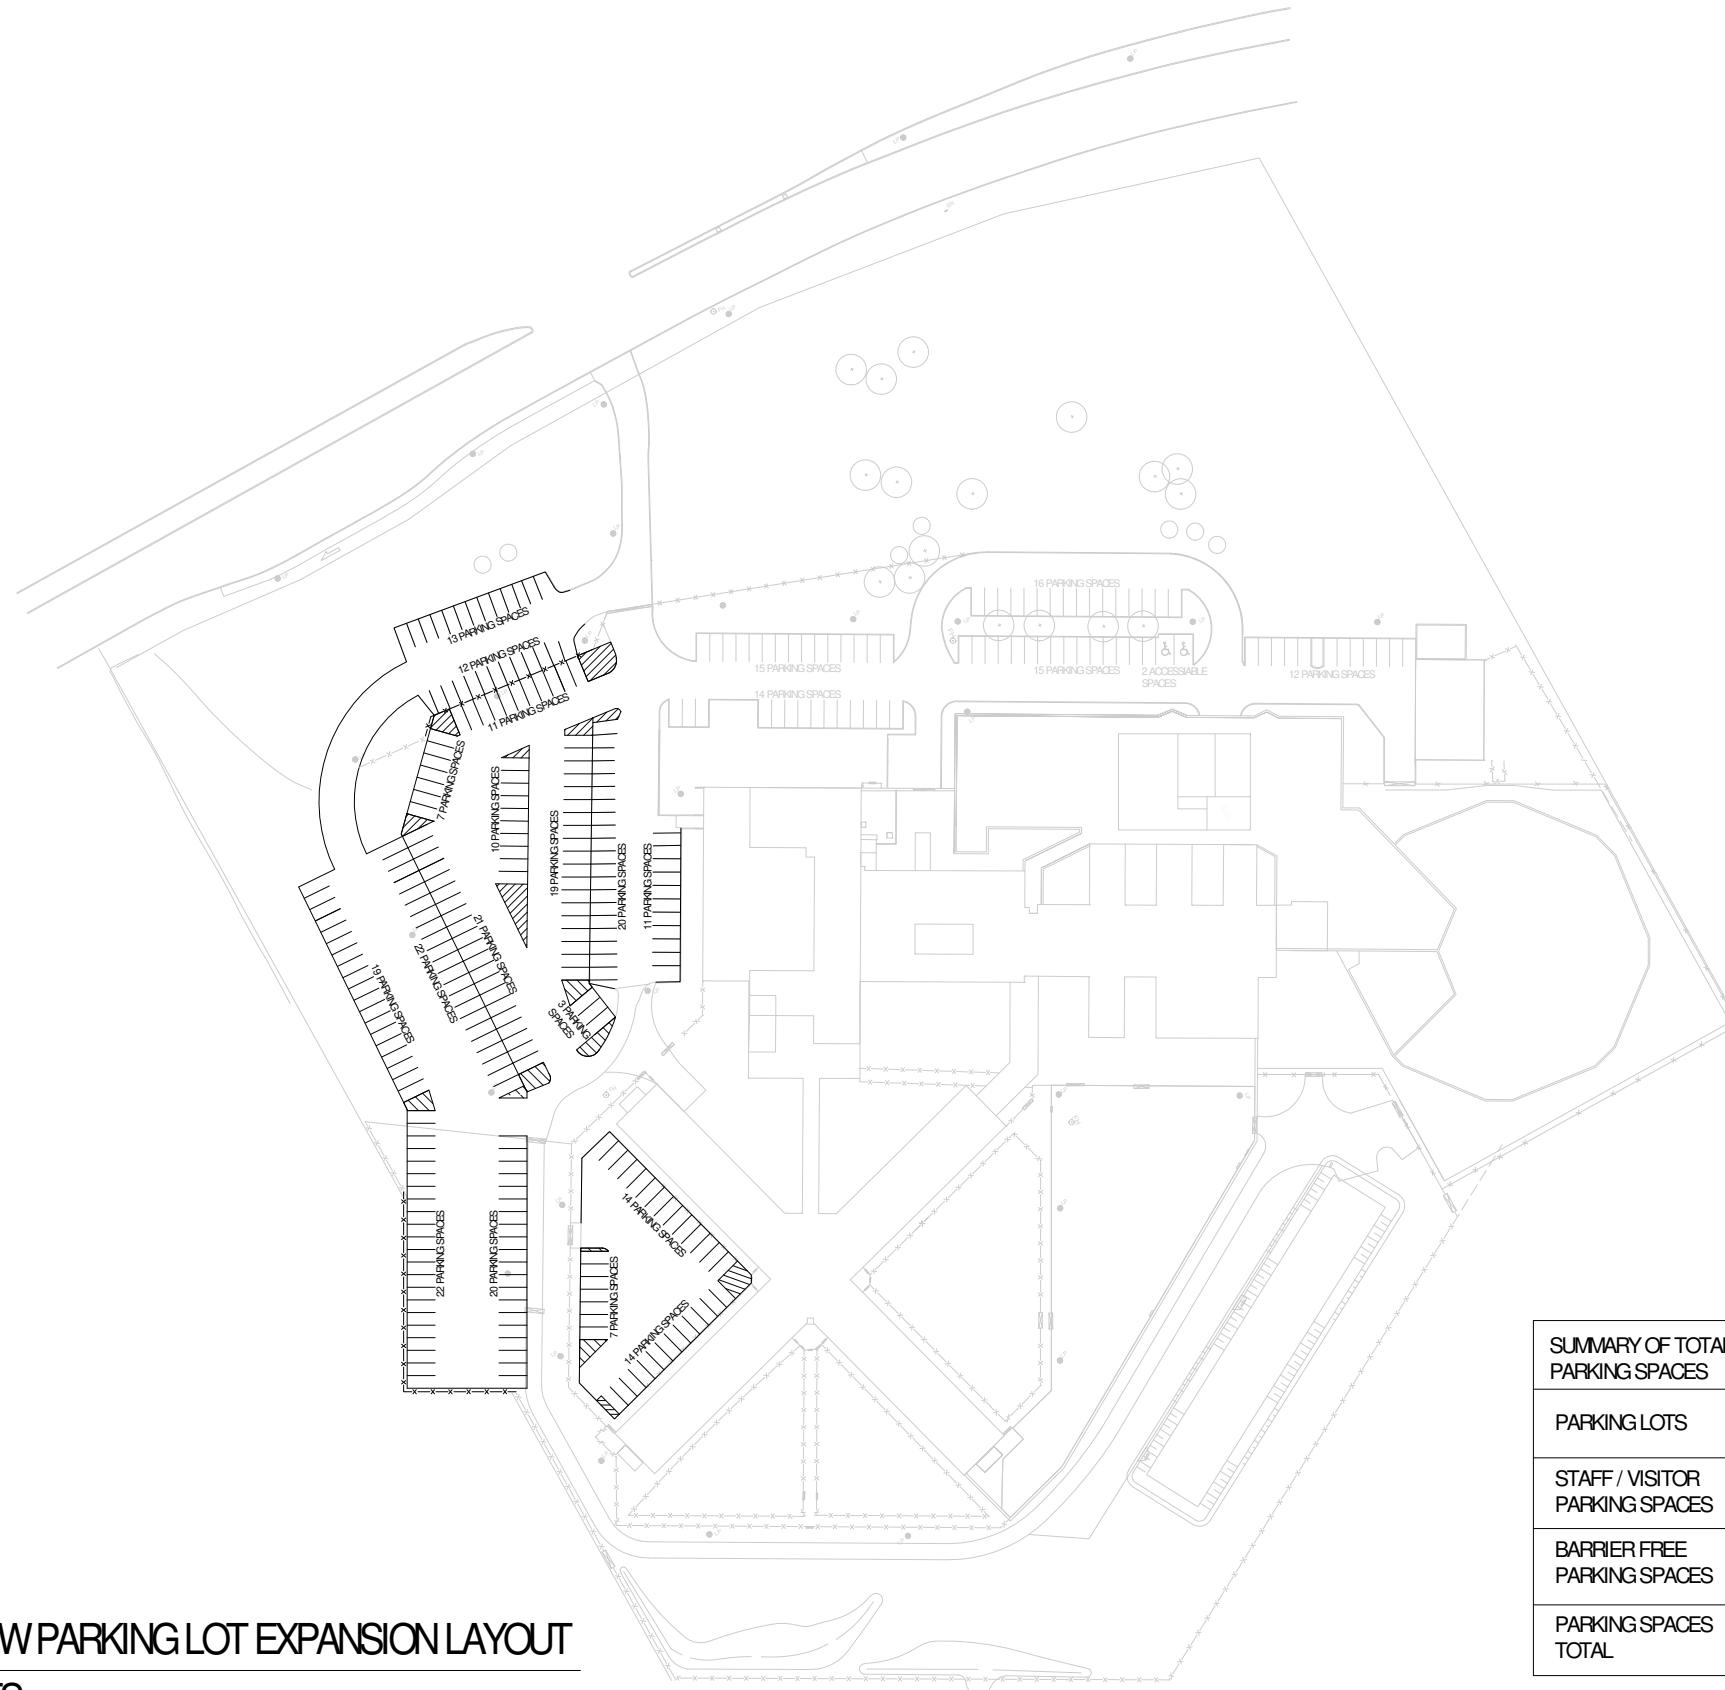 16 PARKING SPACES
13 PARKING SPACES
12 PARKING SPACES
15 PARKING SPACES
15 PARKING SPACES
2 ACCESSIABLE
SPACES
12 PARKING SPACES
14 PARKING SPACES
11 PARKING SPACES
7 PARKING SPACES
10 PARKING SPACES
19 PARKING SPACES
20 PARKING SPACES
11 PARKING SPACES
21 PARKING SPACES
22 PARKING SPACES
19 PARKING SPACES
3 PARKING
SPACES
14 PARKING SPACES
22 PARKING SPACES
20 PARKING SPACES
7 PARKING SPACES
14 PARKING SPACES
SUMMARY OF TOTAL
PARKING SPACES
PARKING LOTS
STAFF / VISITOR
PARKING SPACES
BARRIER FREE
PARKING SPACES
PARKING SPACES
TOTAL
W PARKING LOT EXPANSION LAYOUT